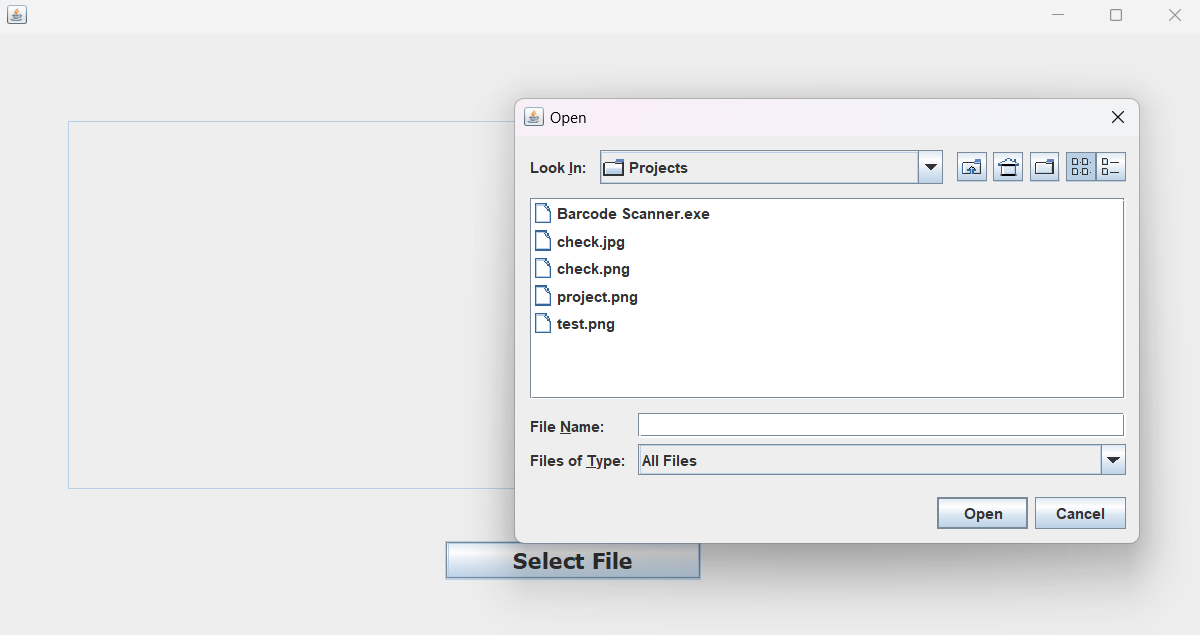 Open
Look In: Projects
Barcode Scanner.exe
check.jpg
check.png
project.png
test.png
File Name:
Files of Type: All Files
Open Cancel
Select File